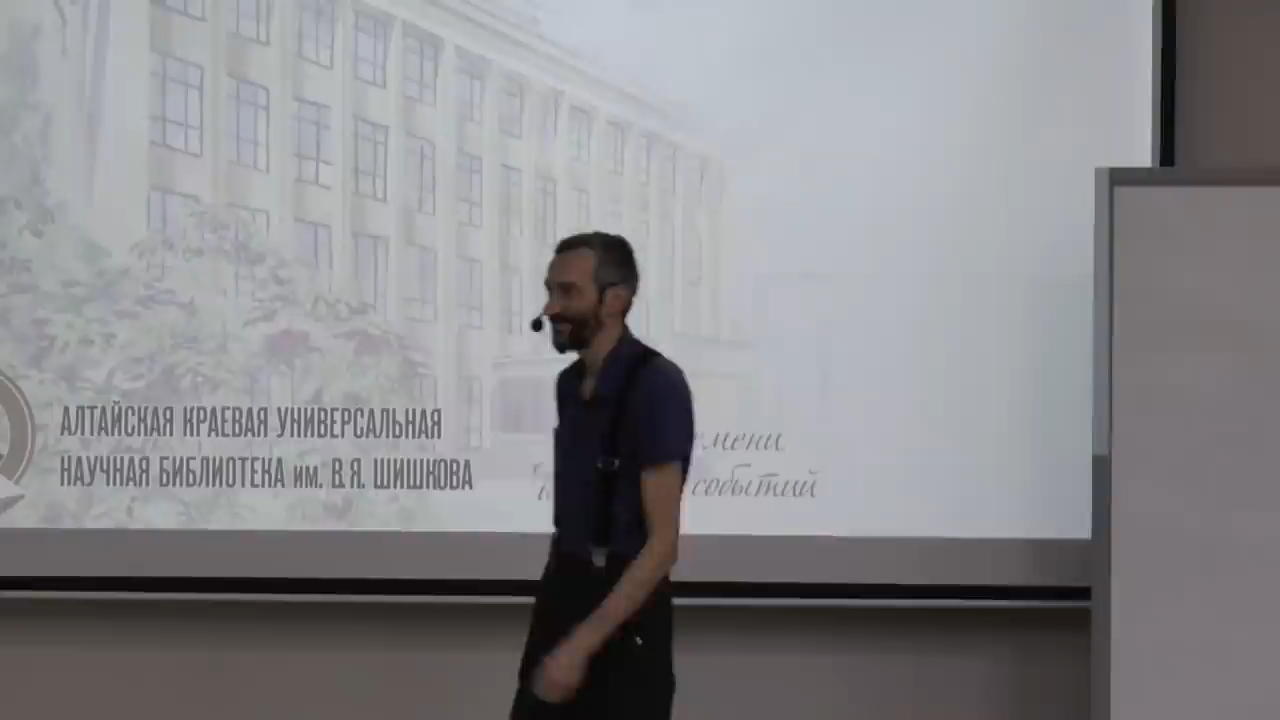 АЛТАЙСКАЯ КРАЕВАЯ УНИВЕРСАЛЬНАЯ
НАУЧНАЯ БИБЛИОТЕКА им. В.Я. ШИШКОВА
событий